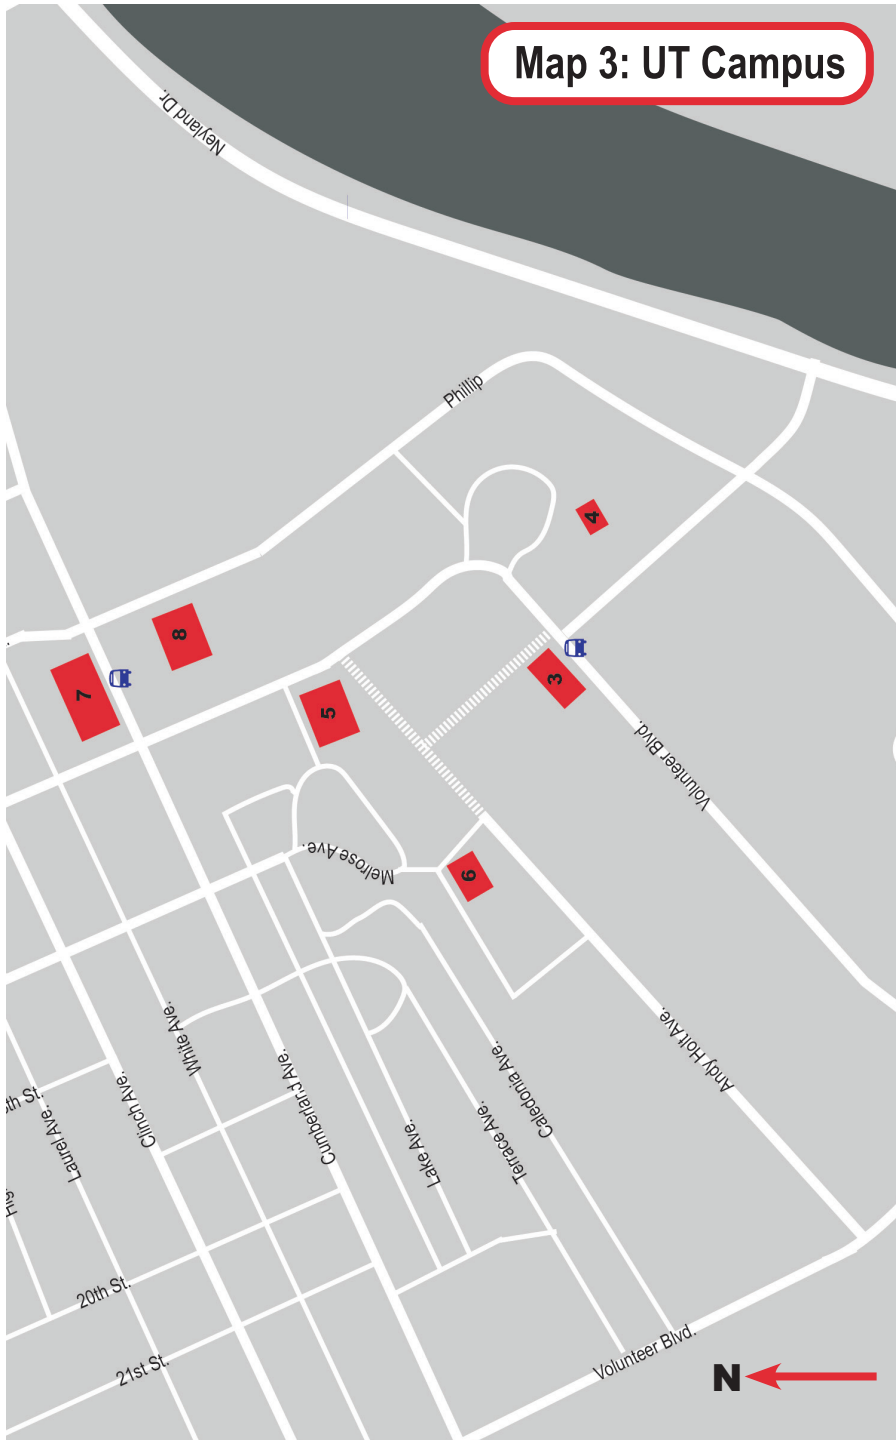 Map 3: UT Campus
Neyland Dr.
Phillip
4
8
3
7
5
Volunteer Blvd.
Melrose Ave.
6
White Ave.
Andy Holt Ave.
Cumberland Ave.
Caledonia Ave.
th St.
Laurel Ave.
Clinch Ave.
Lake Ave.
Terrace Ave.
20th St.
21st St.
Volunteer Blvd.
N